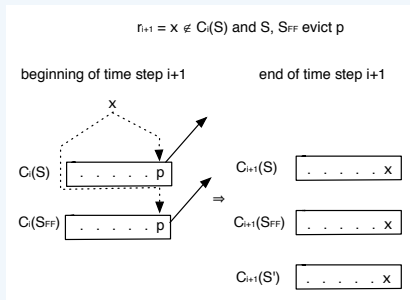 rᵢ₊₁ = x ∉ Cᵢ(S) and S, S_FF evict p
beginning of time step i+1
end of time step i+1
x
Cᵢ(S)
. . . . . p
Cᵢ(S_FF)
. . . . . p
⇒
Cᵢ₊₁(S)
. . . . . x
Cᵢ₊₁(S_FF)
. . . . . x
Cᵢ₊₁(S')
. . . . . x